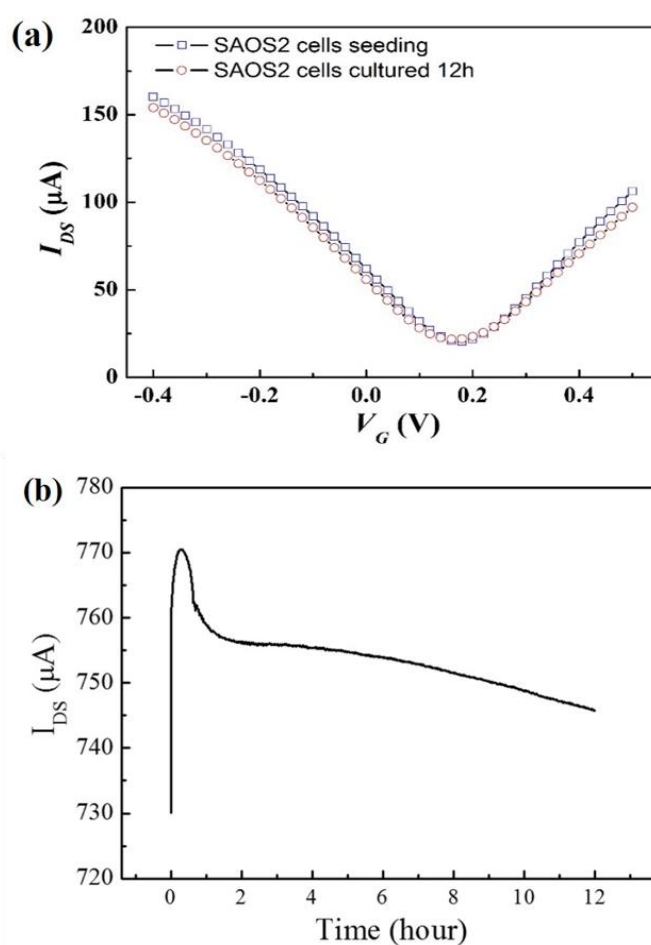 (a)
200
150
100
50
0
I_DS (μA)
SAOS2 cells seeding
SAOS2 cells cultured 12h
-0.4 -0.2 0.0 0.2 0.4
V_G (V)
(b)
780
770
760
750
740
730
720
I_DS (μA)
0 2 4 6 8 10 12
Time (hour)